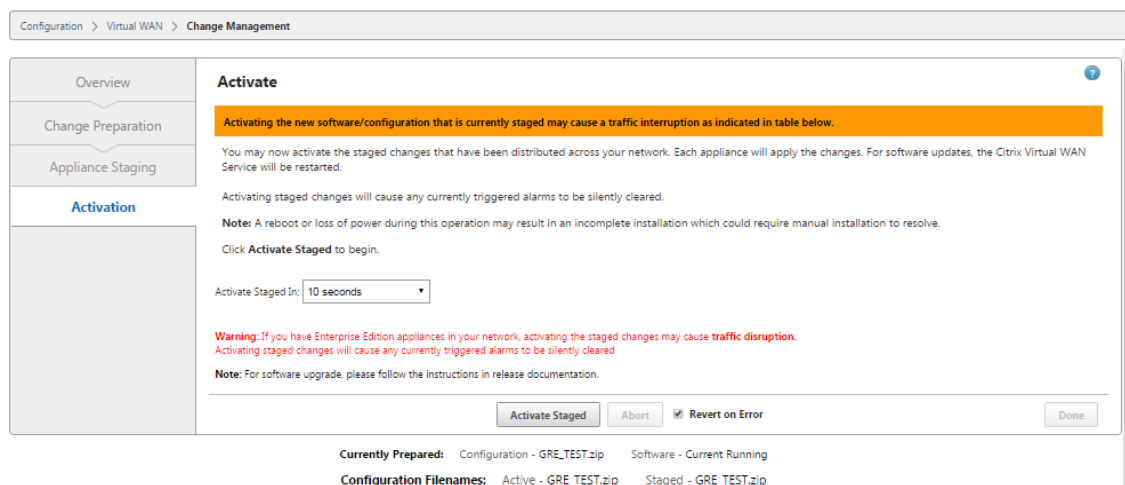 Configuration > Virtual WAN > Change Management
Overview
Change Preparation
Appliance Staging
Activation
Activate
?
Activating the new software/configuration that is currently staged may cause a traffic interruption as indicated in table below.
You may now activate the staged changes that have been distributed across your network. Each appliance will apply the changes. For software updates, the Citrix Virtual WAN
Service will be restarted.
Activating staged changes will cause any currently triggered alarms to be silently cleared.
Note: A reboot or loss of power during this operation may result in an incomplete installation which could require manual installation to resolve.
Click Activate Staged to begin.
Activate Staged In: 10 seconds
Warning: If you have Enterprise Edition appliances in your network, activating the staged changes may cause traffic disruption.
Activating staged changes will cause any currently triggered alarms to be silently cleared
Note: For software upgrade, please follow the instructions in release documentation.
Activate Staged Abort Revert on Error Done
Currently Prepared: Configuration - GRE_TEST.zip Software - Current Running
Configuration Filenames: Active - GRE_TEST.zip Staged - GRE_TEST.zip